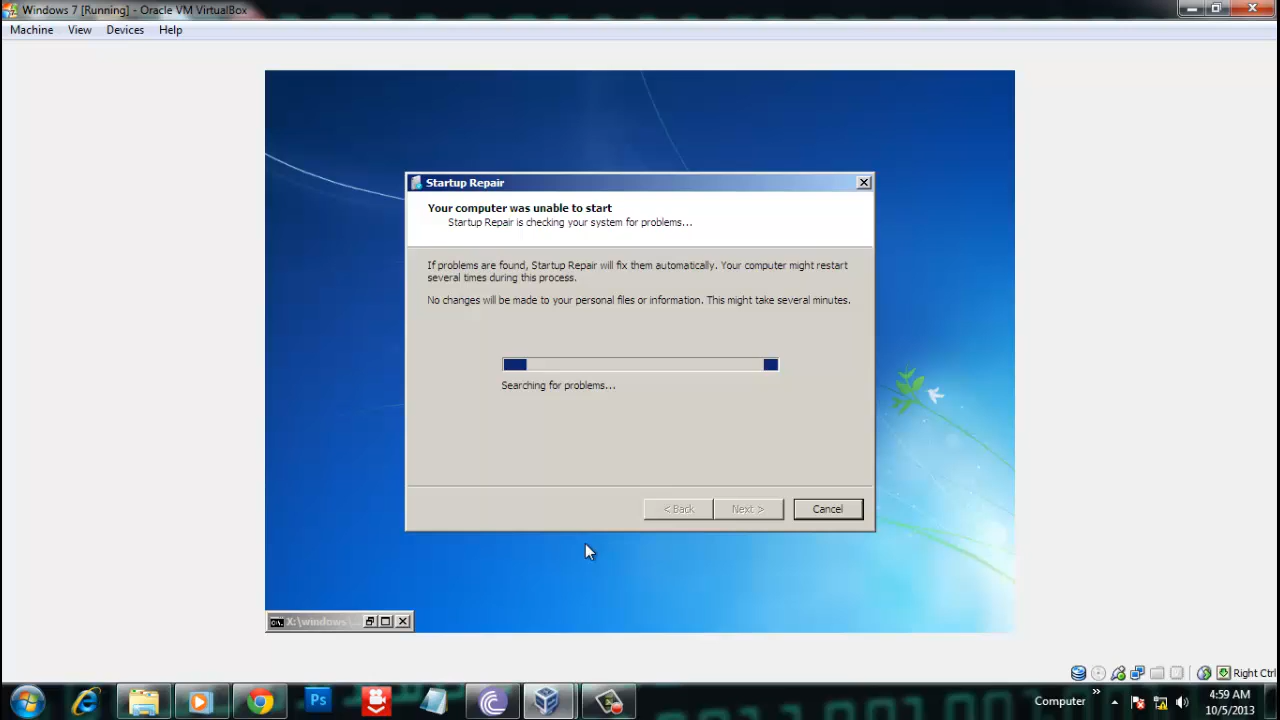 Windows 7 [Running] - Oracle VM VirtualBox
Machine View Devices Help
Startup Repair
Your computer was unable to start
Startup Repair is checking your system for problems...
If problems are found, Startup Repair will fix them automatically. Your computer might restart
several times during this process.
No changes will be made to your personal files or information. This might take several minutes.
Searching for problems...
< Back Next > Cancel
C:\. X:\windows\...
Right Ctrl
Ps
Computer
4:59 AM
10/5/2013